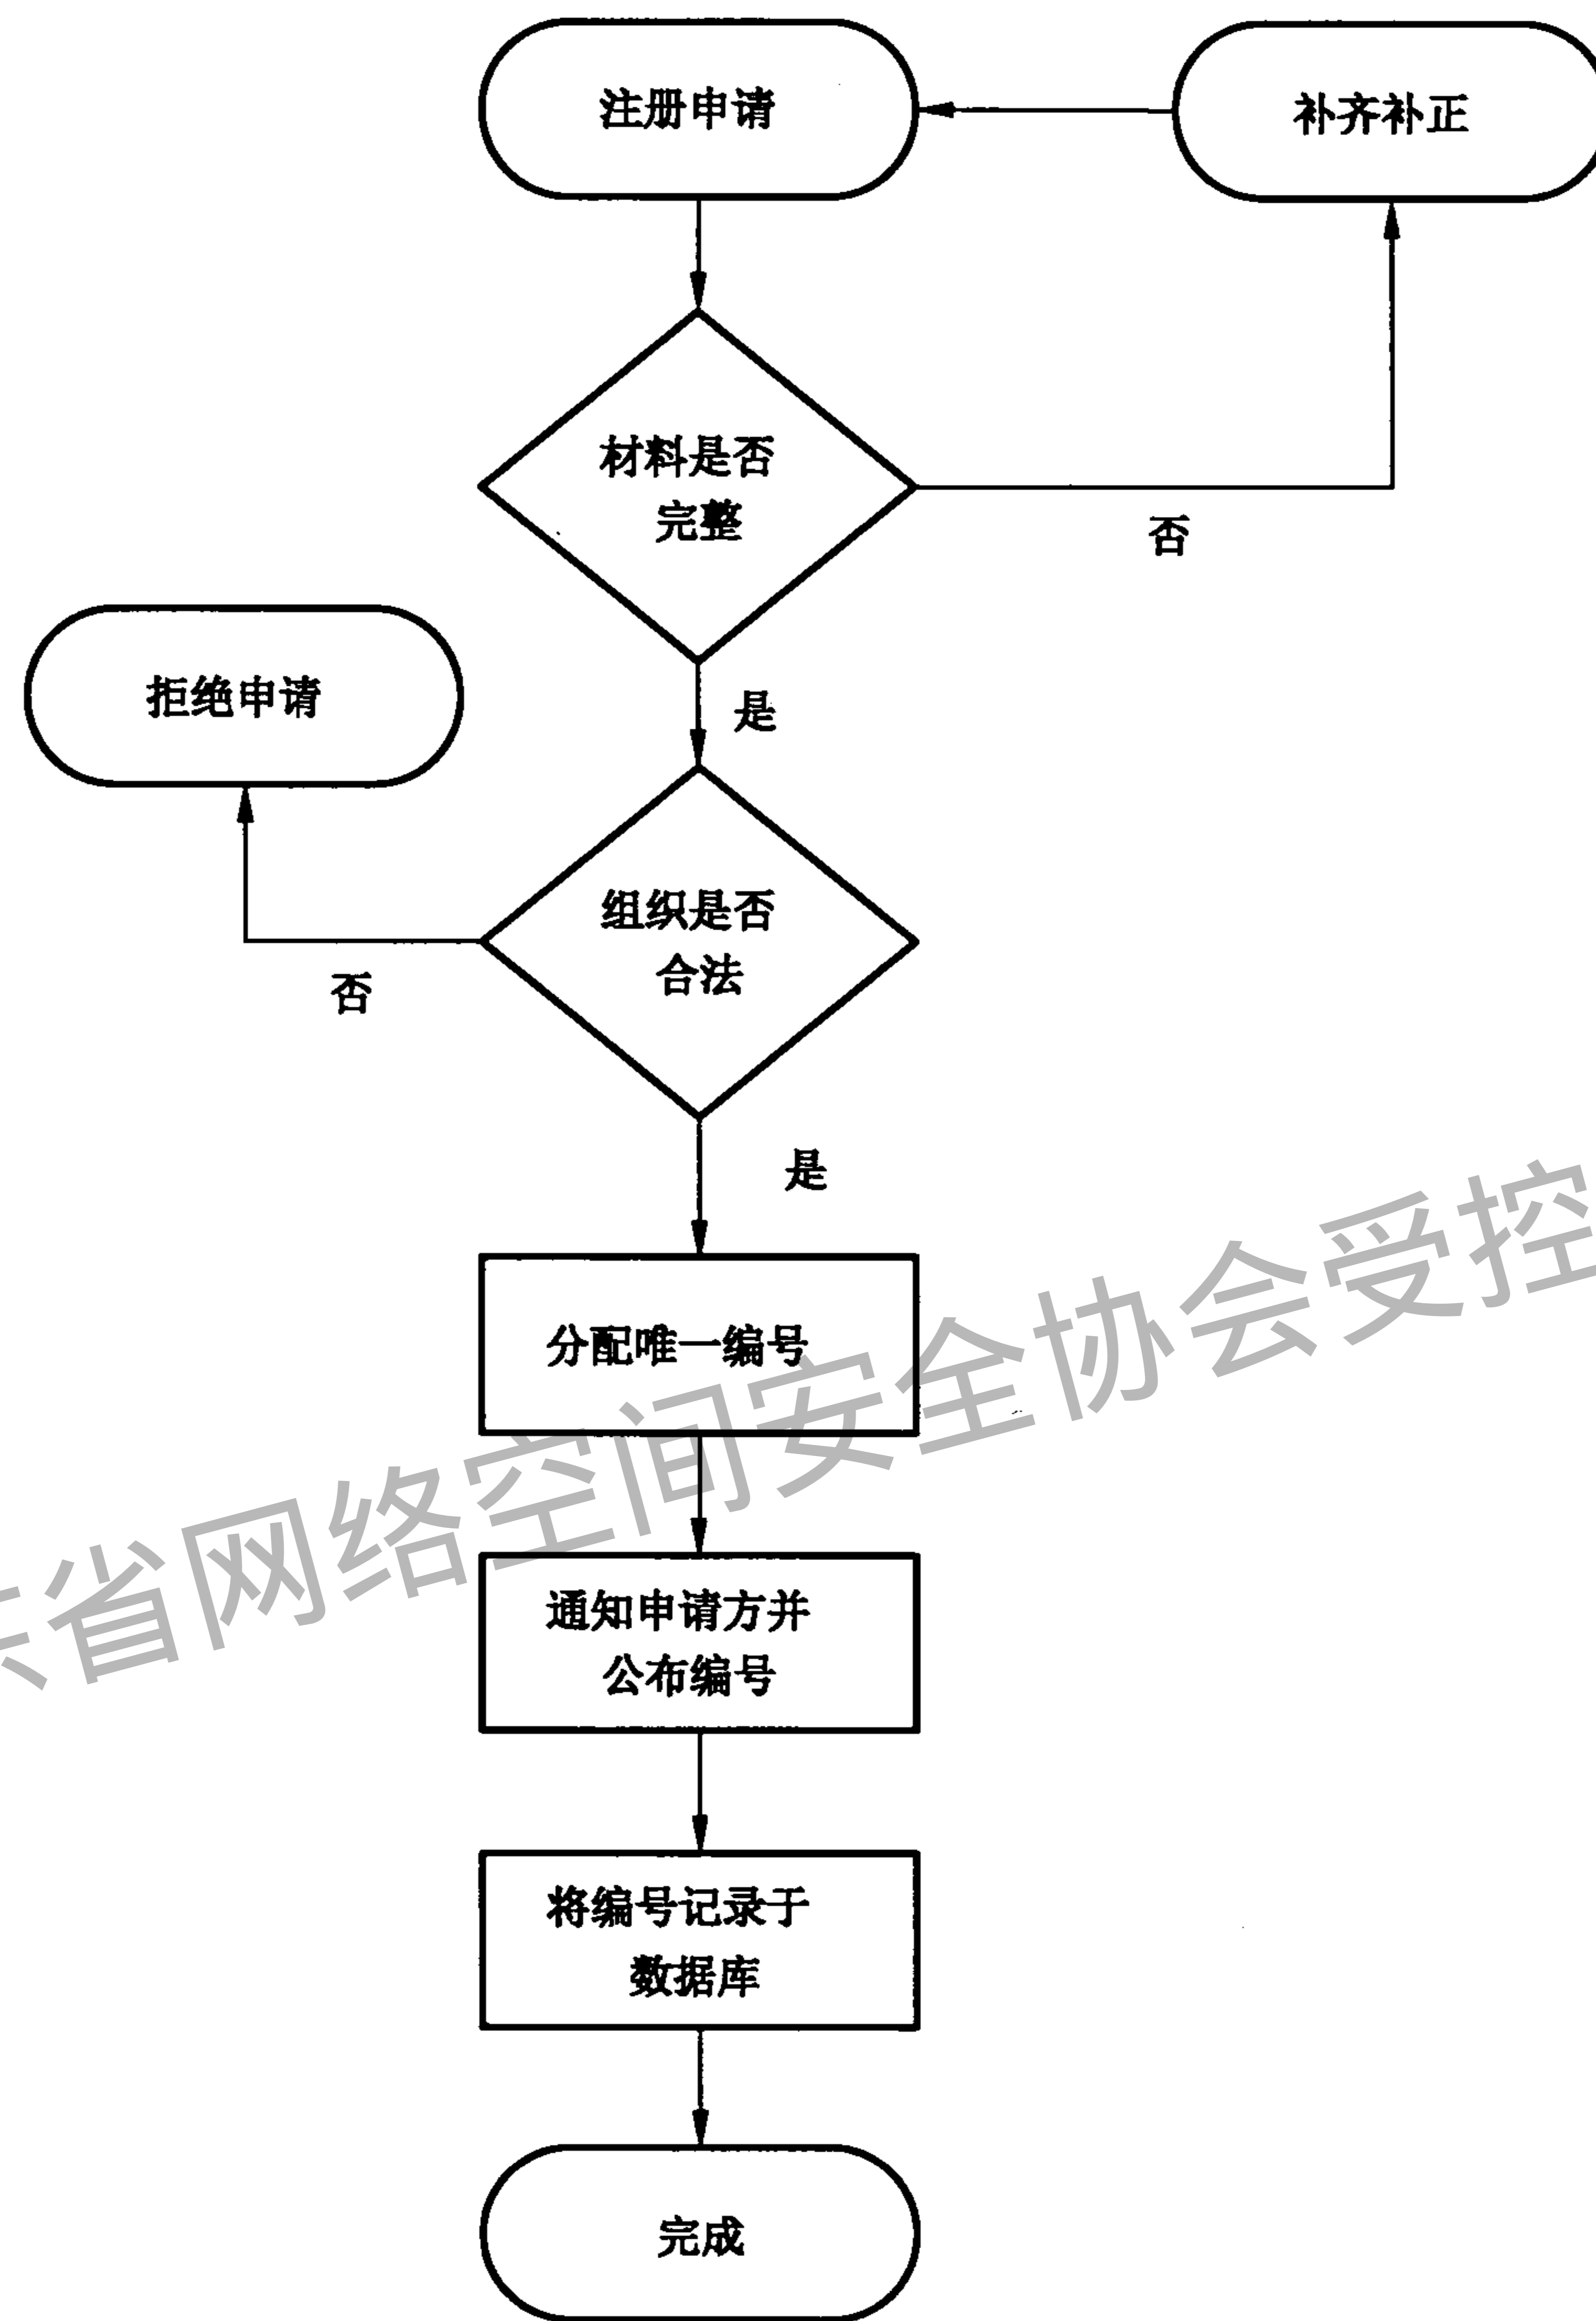 注册申请
补齐补正
材料是否
完整
否
拒绝申请
是
组织是否
合法
否
是
分配唯一编号
通知申请方并
公布编号
将编号记录于
数据库
完成
省网络空间安全协会受控